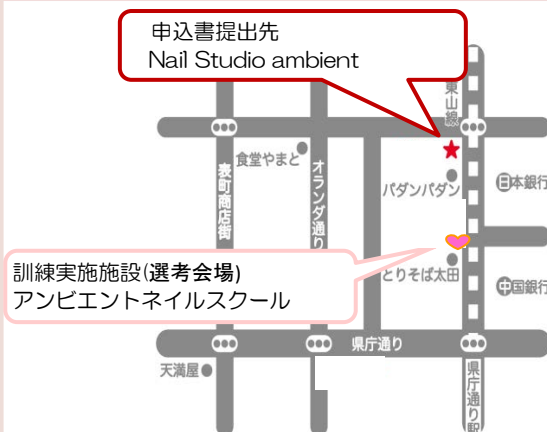 申込書提出先
Nail Studio ambient
東山線
食堂やまと
表町商店街
オランダ通り
パダンパダン
日本銀行
訓練実施施設(選考会場)
アンビエントネイルスクール
とりそば太田
中国銀行
県庁通り
天満屋
県庁通り駅